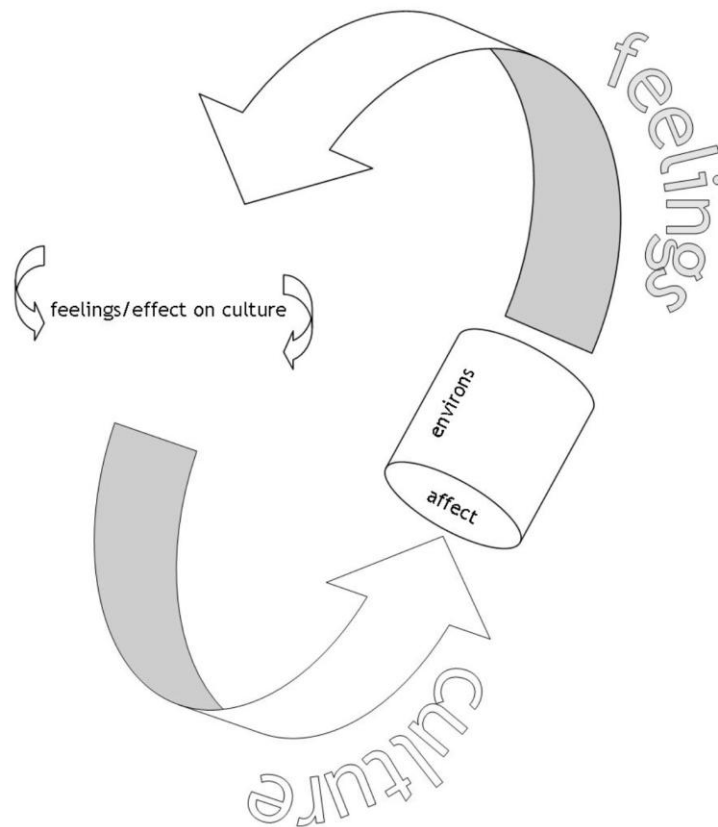 feelings
feelings/effect on culture
environs
affect
culture